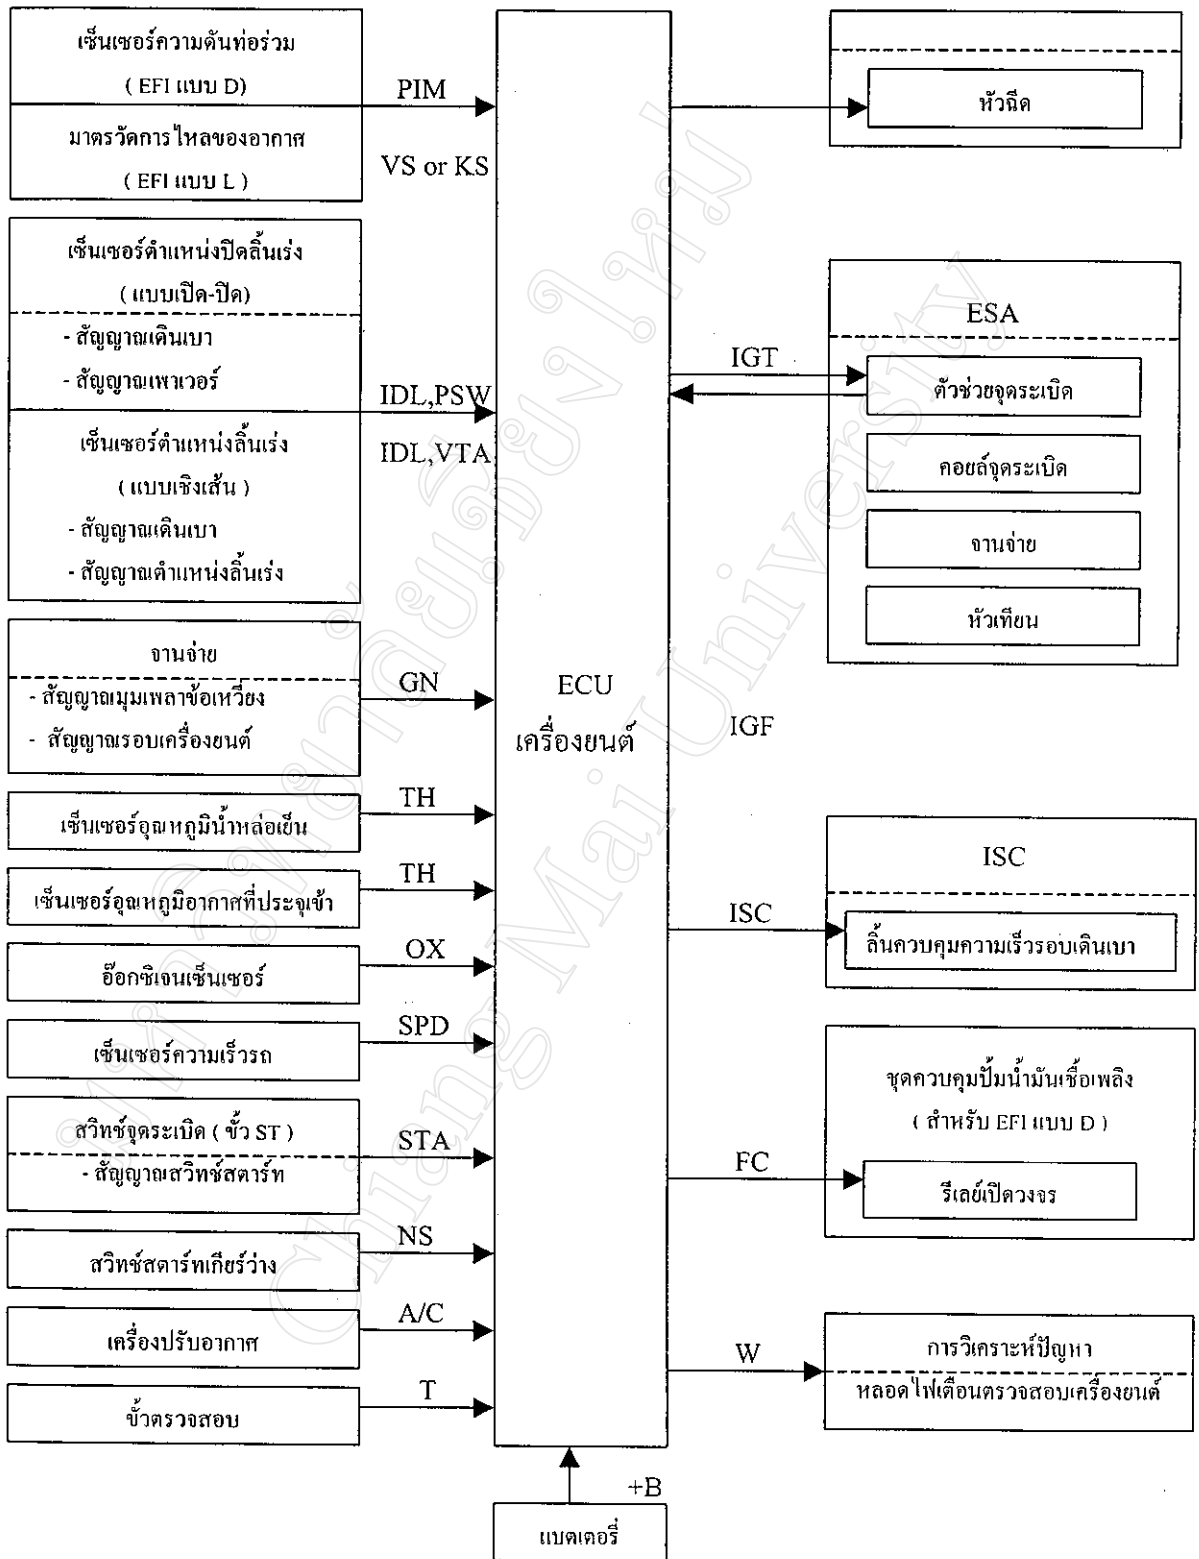 เซ็นเซอร์ความดันท่อร่วม
( EFI แบบ D)
มาตรวัดการไหลของอากาศ
( EFI แบบ L )
PIM
VS or KS
เซ็นเซอร์ตำแหน่งปิดลิ้นเร่ง
( แบบเปิด-ปิด)
- สัญญาณเดินเบา
- สัญญาณเพาเวอร์
IDL,PSW
IDL,VTA
เซ็นเซอร์ตำแหน่งลิ้นเร่ง
( แบบเชิงเส้น )
- สัญญาณเดินเบา
- สัญญาณตำแหน่งลิ้นเร่ง
จานจ่าย
- สัญญาณมุมเพลาข้อเหวี่ยง
- สัญญาณรอบเครื่องยนต์
GN
เซ็นเซอร์อุณหภูมิน้ำหล่อเย็น
TH
เซ็นเซอร์อุณหภูมิอากาศที่ประจุเข้า
TH
อ๊อกซิเจนเซ็นเซอร์
OX
เซ็นเซอร์ความเร็วรถ
SPD
สวิทช์จุดระเบิด ( ขั้ว ST )
- สัญญาณสวิทช์สตาร์ท
STA
สวิทช์สตาร์ทเกียร์ว่าง
NS
เครื่องปรับอากาศ
A/C
ขั้วตรวจสอบ
T
ECU
เครื่องยนต์
+B
แบตเตอรี่
หัวฉีด
ESA
IGT
ตัวช่วยจุดระเบิด
คอยล์จุดระเบิด
จานจ่าย
หัวเทียน
IGF
ISC
ISC
ลิ้นควบคุมความเร็วรอบเดินเบา
ชุดควบคุมปั้มน้ำมันเชื้อเพลิง
( สำหรับ EFI แบบ D )
FC
รีเลย์เปิดวงจร
W
การวิเคราะห์ปัญหา
หลอดไฟเตือนตรวจสอบเครื่องยนต์
มหาวิทยาลัยเชียงใหม่
Chiang Mai University